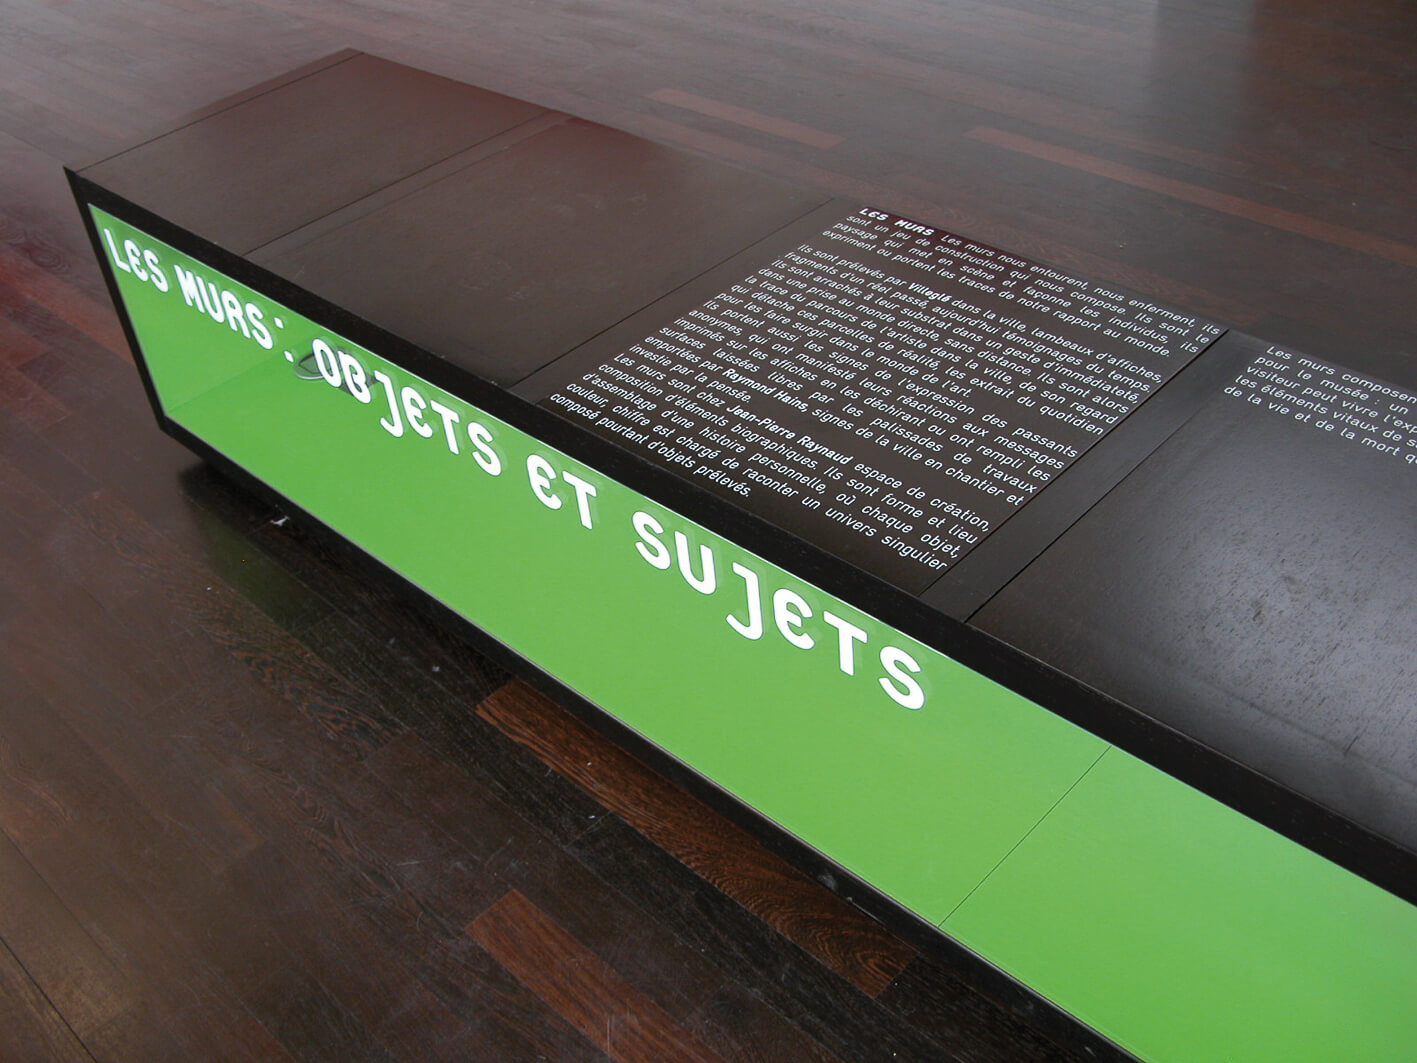 LES MURS: OBJETS ET SUJETS
LES MURS Les murs nous entourent, nous enferment, ils
sont un jeu de construction qui nous compose. Ils sont le
paysage qui met en scène et façonne les individus, ils
expriment ou portent les traces de notre rapport au monde.
Ils sont prélevés par Villeglé dans la ville, lambeaux d'affiches,
fragments d'un réel passé, aujourd'hui témoignages du temps.
Ils sont arrachés à leur substrat dans un geste d'immédiateté,
dans une prise au monde directe, sans distance. Ils sont alors
la trace du parcours de l'artiste dans la ville, de son regard
qui détache ces parcelles de réalité, les extrait du quotidien
pour les faire surgir dans le monde de l'art.
Ils portent aussi les signes de l'expression des passants
anonymes, qui ont manifesté leurs réactions aux messages
imprimés sur les affiches en les déchirant ou ont rempli les
surfaces laissées libres par les palissades de travaux
emportées par Raymond Hains, signes de la ville en chantier et
investie par la pensée.
Les murs sont chez Jean-Pierre Raynaud espace de création,
composition d'éléments biographiques. Ils sont forme et lieu
d'assemblage d'une histoire personnelle, où chaque objet,
couleur, chiffre est chargé de raconter un univers singulier
composé pourtant d'objets prélevés.
Les murs composen
pour le musée : un
visiteur peut vivre l'exp
les éléments vitaux de s
de la vie et de la mort q